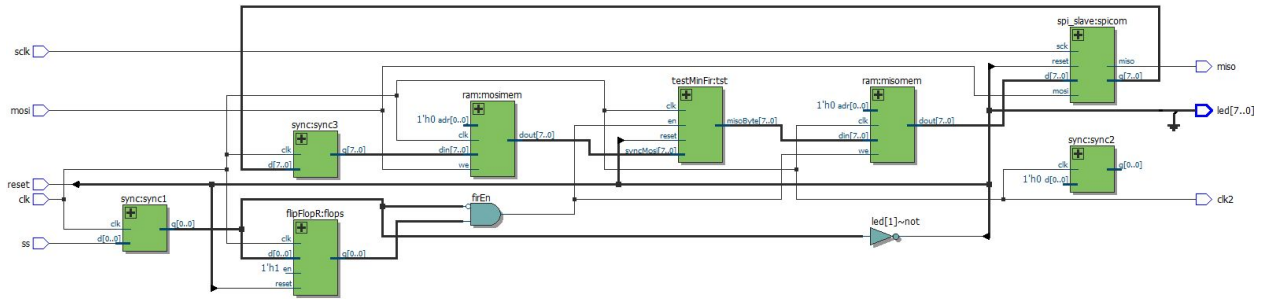 spi_slave:spicom
sclk
sck
reset
miso
miso
d[7..0]
q[7..0]
mosi
testMinFir:tst
ram:misomem
ram:mosimem
mosi
1'h0 adr[0..0]
clk
din[7..0]
we
dout[7..0]
clk
en
reset
syncMosi[7..0]
misoByte[7..0]
1'h0 adr[0..0]
clk
din[7..0]
we
dout[7..0]
led[7..0]
sync:sync3
clk
d[7..0]
q[7..0]
sync:sync2
clk
1'h0 d[0..0]
q[0..0]
reset
clk
clk2
sync:sync1
clk
d[0..0]
q[0..0]
ss
firEn
flipFlopR:flops
clk
d[0..0]
1'h1 en
reset
q[0..0]
led[1]~not